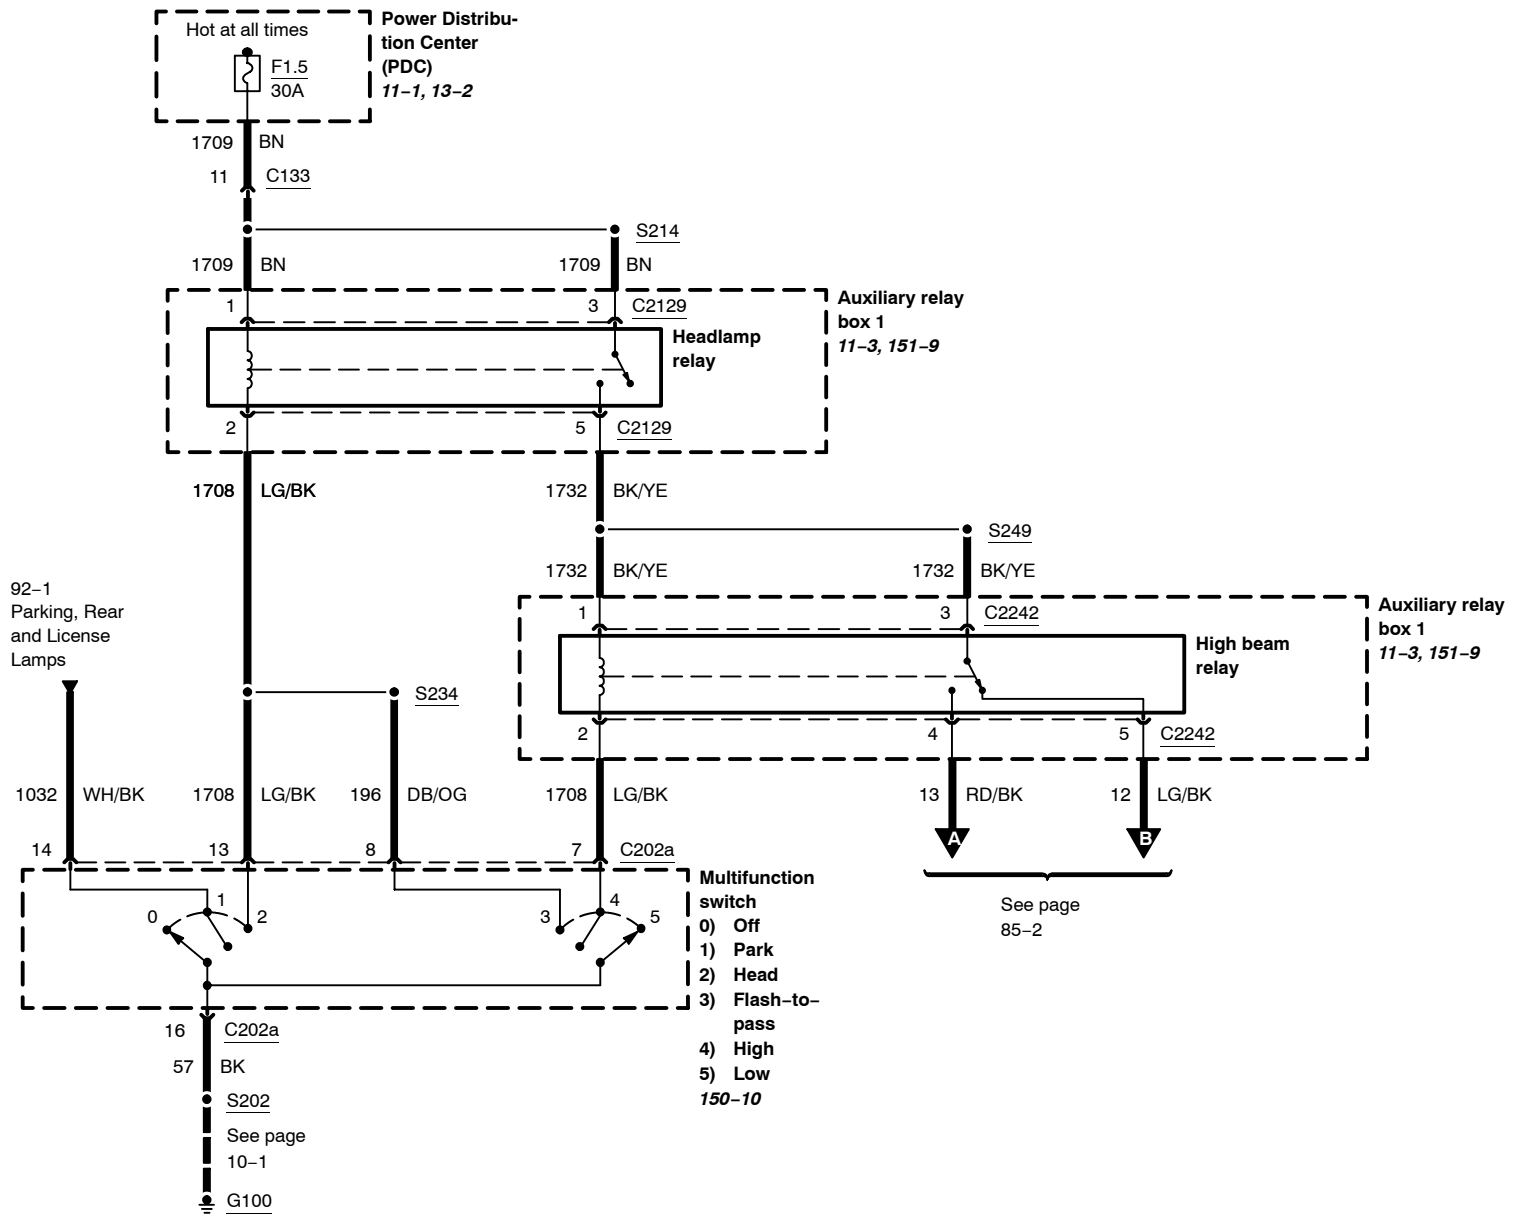 Hot at all times
F1.5
30A
Power Distribu-
tion Center
(PDC)
11–1, 13–2
1709 BN
11 C133
S214
1709 BN
1709 BN
1
3 C2129
Auxiliary relay
box 1
11–3, 151–9
Headlamp
relay
2
5 C2129
1708 LG/BK
1732 BK/YE
S249
1732 BK/YE
1732 BK/YE
92–1
Parking, Rear
and License
Lamps
1
3 C2242
Auxiliary relay
box 1
11–3, 151–9
High beam
relay
S234
2
4
5 C2242
1032 WH/BK
1708 LG/BK
196 DB/OG
1708 LG/BK
13 RD/BK
12 LG/BK
A
B
14
13
8
7 C202a
See page
85–2
0
1
2
3
4
5
Multifunction
switch
0) Off
1) Park
2) Head
3) Flash–to–
pass
4) High
5) Low
150–10
16 C202a
57 BK
S202
See page
10–1
G100